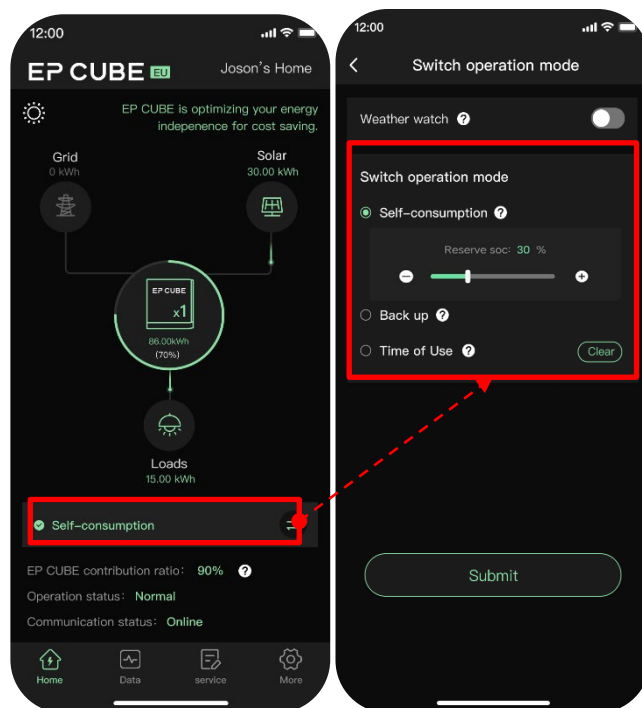 12:00
EP CUBE EU
Joson's Home
EP CUBE is optimizing your energy
indepenence for cost saving.
Grid
0 kWh
Solar
30.00 kWh
EP CUBE
x1
86.00kWh
(70%)
Loads
15.00 kWh
Self-consumption
EP CUBE contribution ratio: 90% ?
Operation status: Normal
Communication status: Online
Home
Data
service
More
12:00
Switch operation mode
Weather watch ?
Switch operation mode
Self-consumption ?
Reserve soc: 30 %
Back up ?
Time of Use ?
Clear
Submit